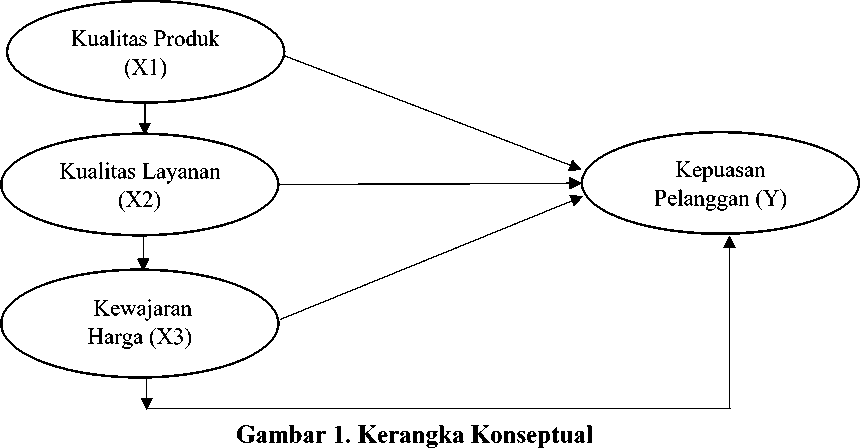 Kualitas Produk
(X1)
Kualitas Layanan
(X2)
Kewajaran
Harga (X3)
Kepuasan
Pelanggan (Y)
Gambar 1. Kerangka Konseptual